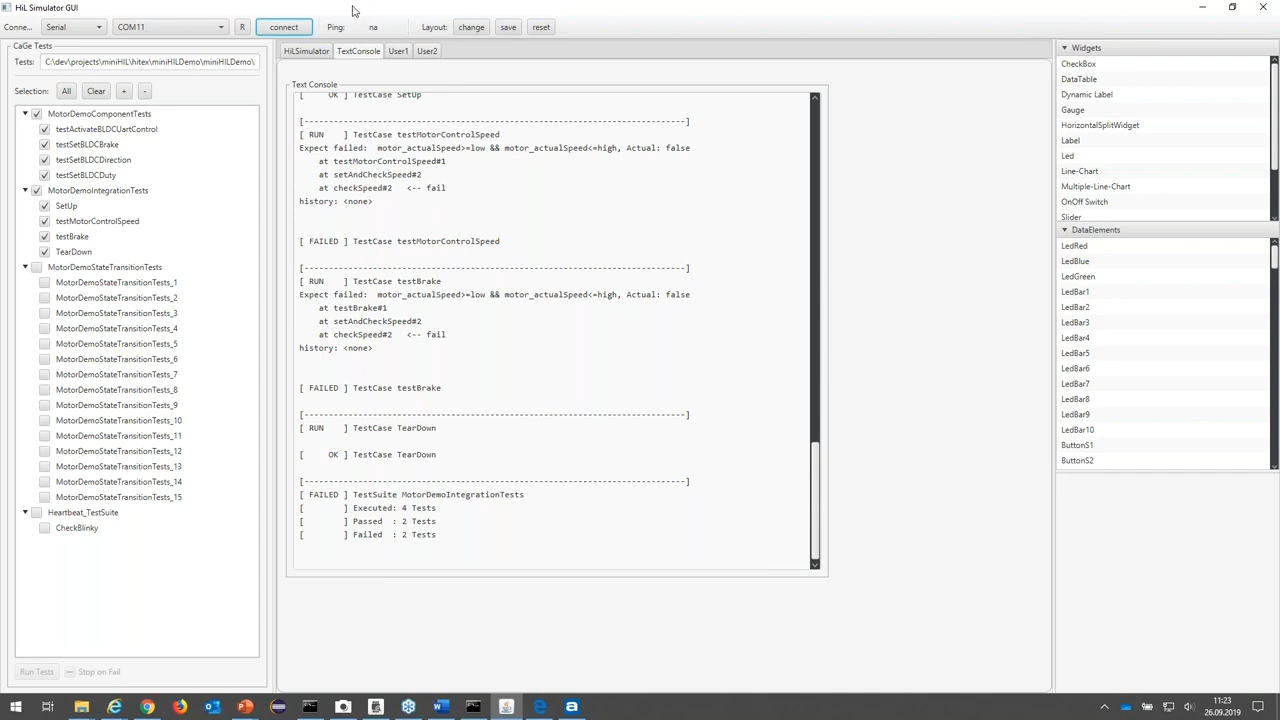 HiL Simulator GUI
Conne... Serial COM11 R connect Ping: na Layout: change save reset
CaGe Tests
Tests: C:\dev\projects\miniHIL\hitex\miniHILDemo\miniHILDemo\
Selection: All Clear + -
MotorDemoComponentTests
testActivateBLDCUartControl
testSetBLDCBrake
testSetBLDCDirection
testSetBLDCDuty
MotorDemoIntegrationTests
SetUp
testMotorControlSpeed
testBrake
TearDown
MotorDemoStateTransitionTests
MotorDemoStateTransitionTests_1
MotorDemoStateTransitionTests_2
MotorDemoStateTransitionTests_3
MotorDemoStateTransitionTests_4
MotorDemoStateTransitionTests_5
MotorDemoStateTransitionTests_6
MotorDemoStateTransitionTests_7
MotorDemoStateTransitionTests_8
MotorDemoStateTransitionTests_9
MotorDemoStateTransitionTests_10
MotorDemoStateTransitionTests_11
MotorDemoStateTransitionTests_12
MotorDemoStateTransitionTests_13
MotorDemoStateTransitionTests_14
MotorDemoStateTransitionTests_15
Heartbeat_TestSuite
CheckBlinky
Run Tests Stop on Fail
HiLSimulator TextConsole User1 User2
Text Console
[ OK ] TestCase SetUp
[----------------------------------------------------------]
[ RUN ] TestCase testMotorControlSpeed
Expect failed: motor_actualSpeed>=low && motor_actualSpeed<=high, Actual: false
at testMotorControlSpeed#1
at setAndCheckSpeed#2
at checkSpeed#2 <-- fail
history: <none>
[ FAILED ] TestCase testMotorControlSpeed
[----------------------------------------------------------]
[ RUN ] TestCase testBrake
Expect failed: motor_actualSpeed>=low && motor_actualSpeed<=high, Actual: false
at testBrake#1
at setAndCheckSpeed#2
at checkSpeed#2 <-- fail
history: <none>
[ FAILED ] TestCase testBrake
[----------------------------------------------------------]
[ RUN ] TestCase TearDown
[ OK ] TestCase TearDown
[----------------------------------------------------------]
[ FAILED ] TestSuite MotorDemoIntegrationTests
[ ] Executed: 4 Tests
[ ] Passed : 2 Tests
[ ] Failed : 2 Tests
Widgets
CheckBox
DataTable
Dynamic Label
Gauge
HorizontalSplitWidget
Label
Led
Line-Chart
Multiple-Line-Chart
OnOff Switch
Slider
DataElements
LedRed
LedBlue
LedGreen
LedBar1
LedBar2
LedBar3
LedBar4
LedBar5
LedBar6
LedBar7
LedBar8
LedBar9
LedBar10
ButtonS1
ButtonS2
11:23
26.09.2019